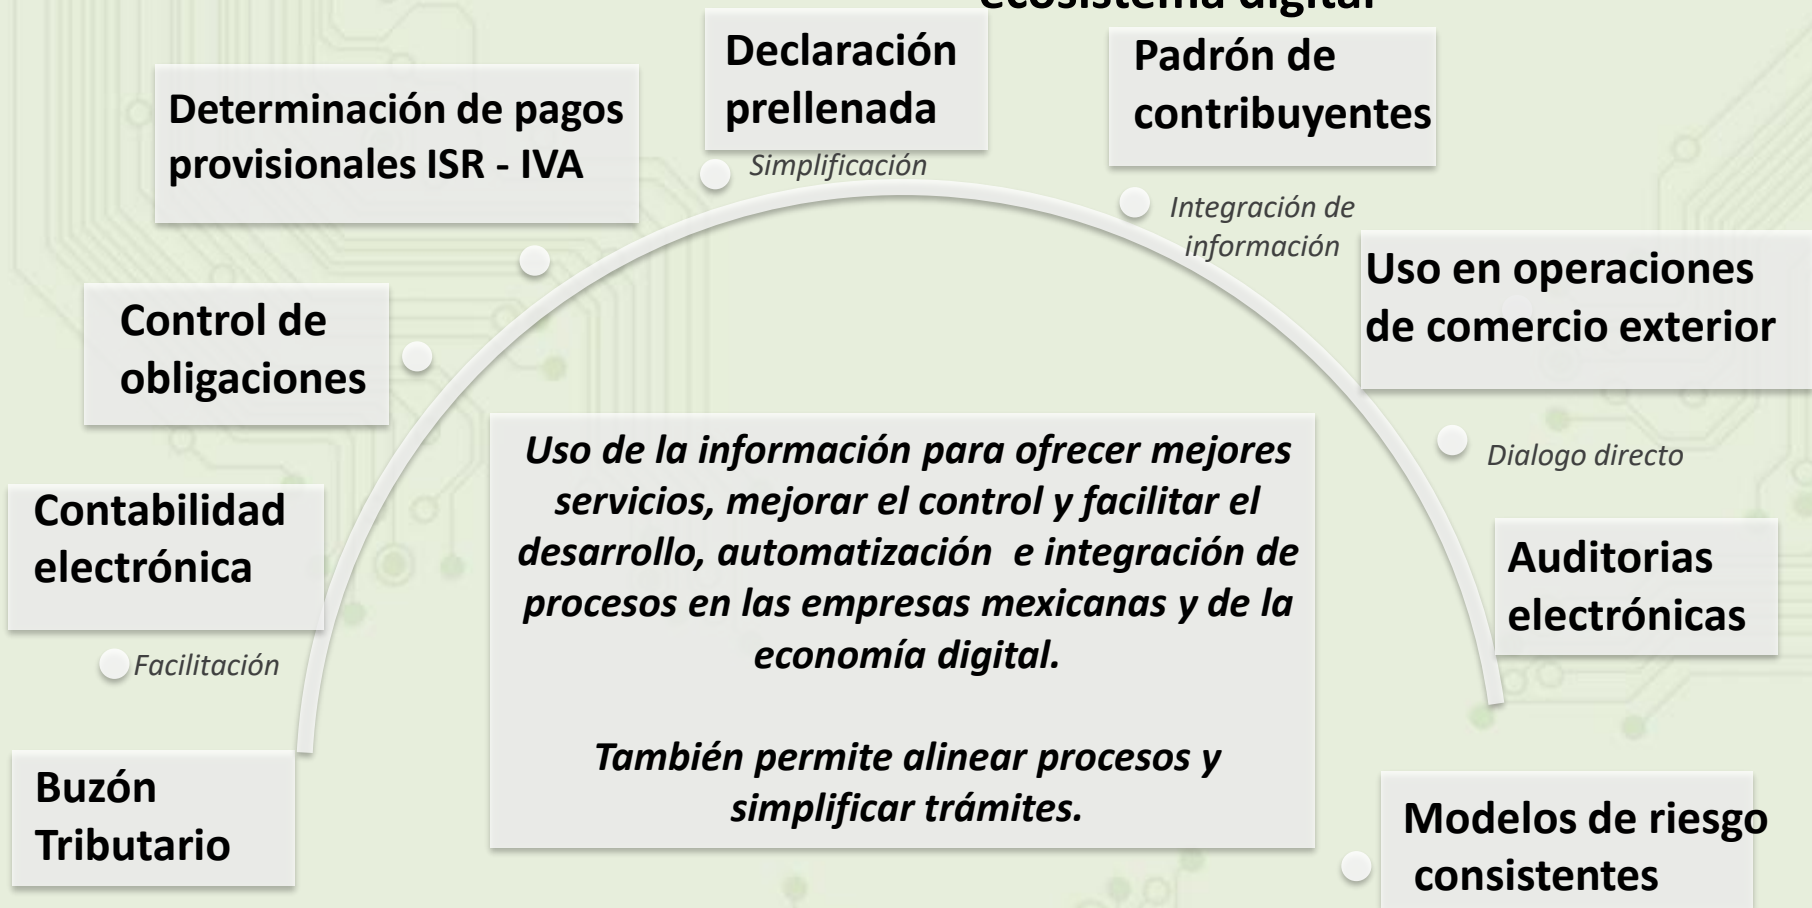 ecosistema digital
Declaración
prellenada
Simplificación
Padrón de
contribuyentes
Integración de
información
Determinación de pagos
provisionales ISR - IVA
Uso en operaciones
de comercio exterior
Control de
obligaciones
Dialogo directo
Uso de la información para ofrecer mejores
servicios, mejorar el control y facilitar el
desarrollo, automatización e integración de
procesos en las empresas mexicanas y de la
economía digital.
También permite alinear procesos y
simplificar trámites.
Contabilidad
electrónica
Facilitación
Auditorias
electrónicas
Buzón
Tributario
Modelos de riesgo
consistentes